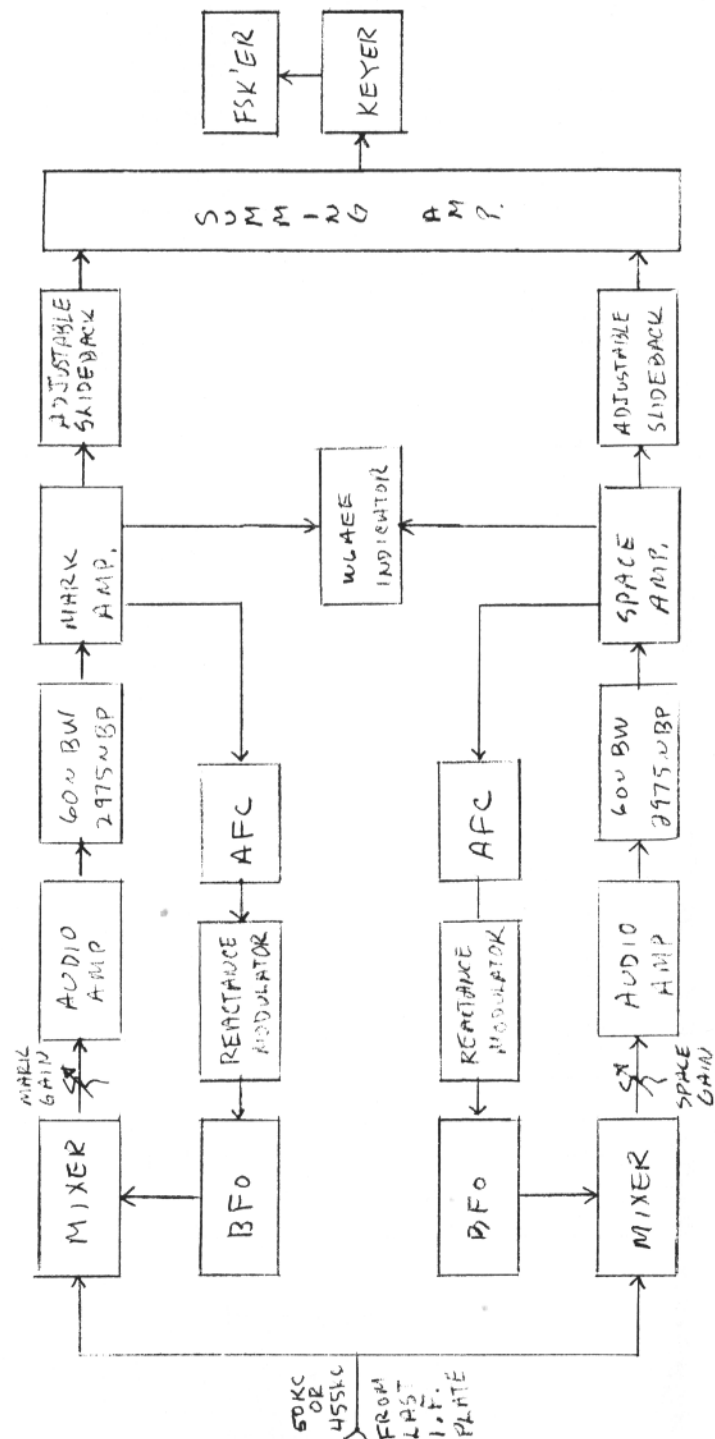 50KC
OR
455KC
FROM
LAST
I.F.
PLATE
MIXER
MARK
GAIN
AUDIO
AMP
60~ BW
2975~BP
MARK
AMP.
ADJUSTABLE
SLIDEBACK
BFO
REACTANCE
MODULATOR
AFC
W6AEE
INDICATOR
SUMMING AMP.
KEYER
FSK'ER
BFO
REACTANCE
MODULATOR
AFC
MIXER
SPACE
GAIN
AUDIO
AMP
60~ BW
2975~BP
SPACE
AMP.
ADJUSTABLE
SLIDEBACK